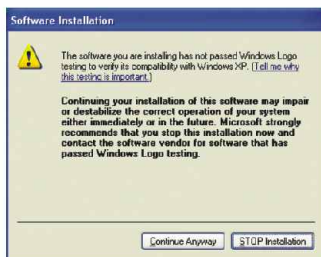 Software Installation
The software you are installing has not passed Windows Logo
testing to verify its compatibility with Windows XP. (Tell me why
this testing is important.)
Continuing your installation of this software may impair
or destabilize the correct operation of your system
either immediately or in the future. Microsoft strongly
recommends that you stop this installation now and
contact the software vendor for software that has
passed Windows Logo testing.
Continue Anyway
STOP Installation